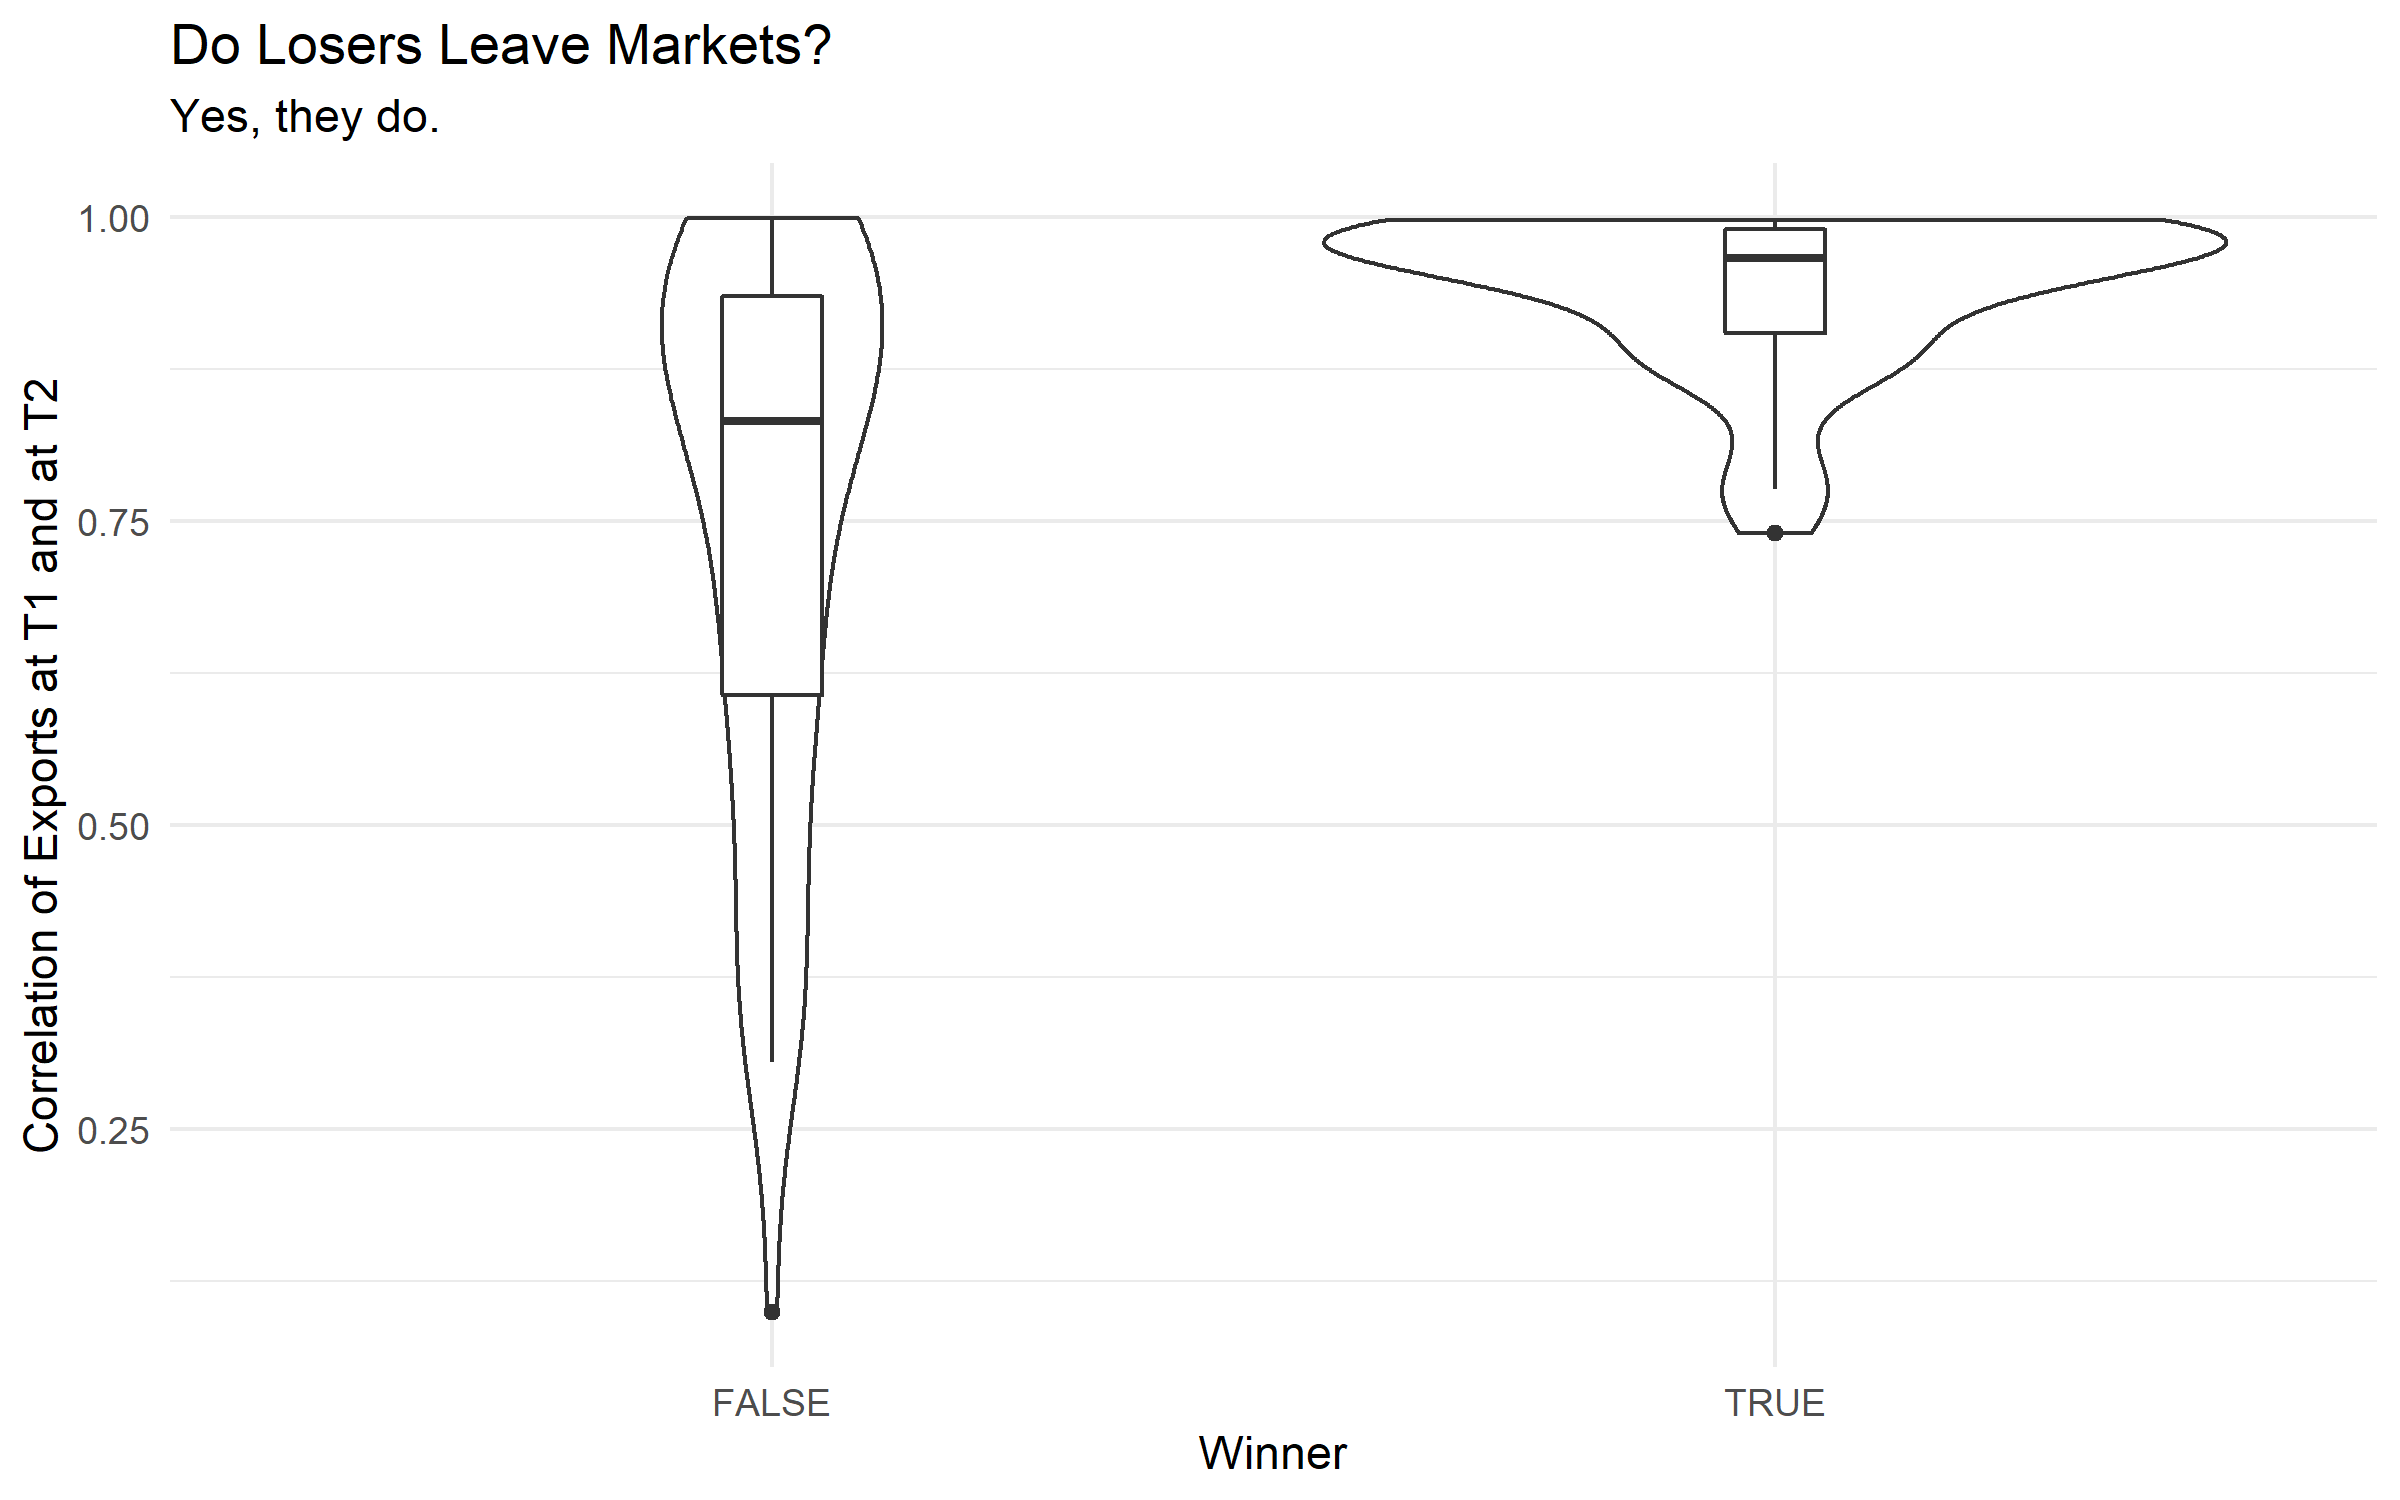 Do Losers Leave Markets?
Yes, they do.
Correlation of Exports at T1 and at T2
1.00
0.75
0.50
0.25
FALSE
TRUE
Winner